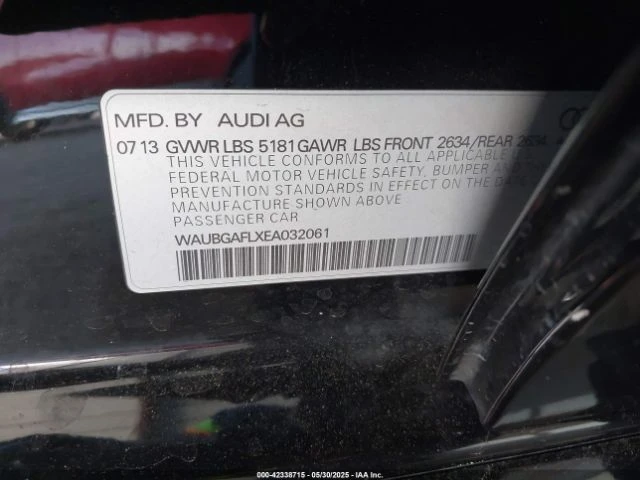 MFD. BY AUDI AG
07 13 GVWR LBS 5181 GAWR LBS FRONT 2634/REAR 2634
THIS VEHICLE CONFORMS TO ALL APPLICABLE
FEDERAL MOTOR VEHICLE SAFETY, BUMPER AND
PREVENTION STANDARDS IN EFFECT ON THE DATE
MANUFACTURE SHOWN ABOVE
PASSENGER CAR
WAUBGAFLXEA032061
000-42338715 - 05/30/2025 - IAA Inc.